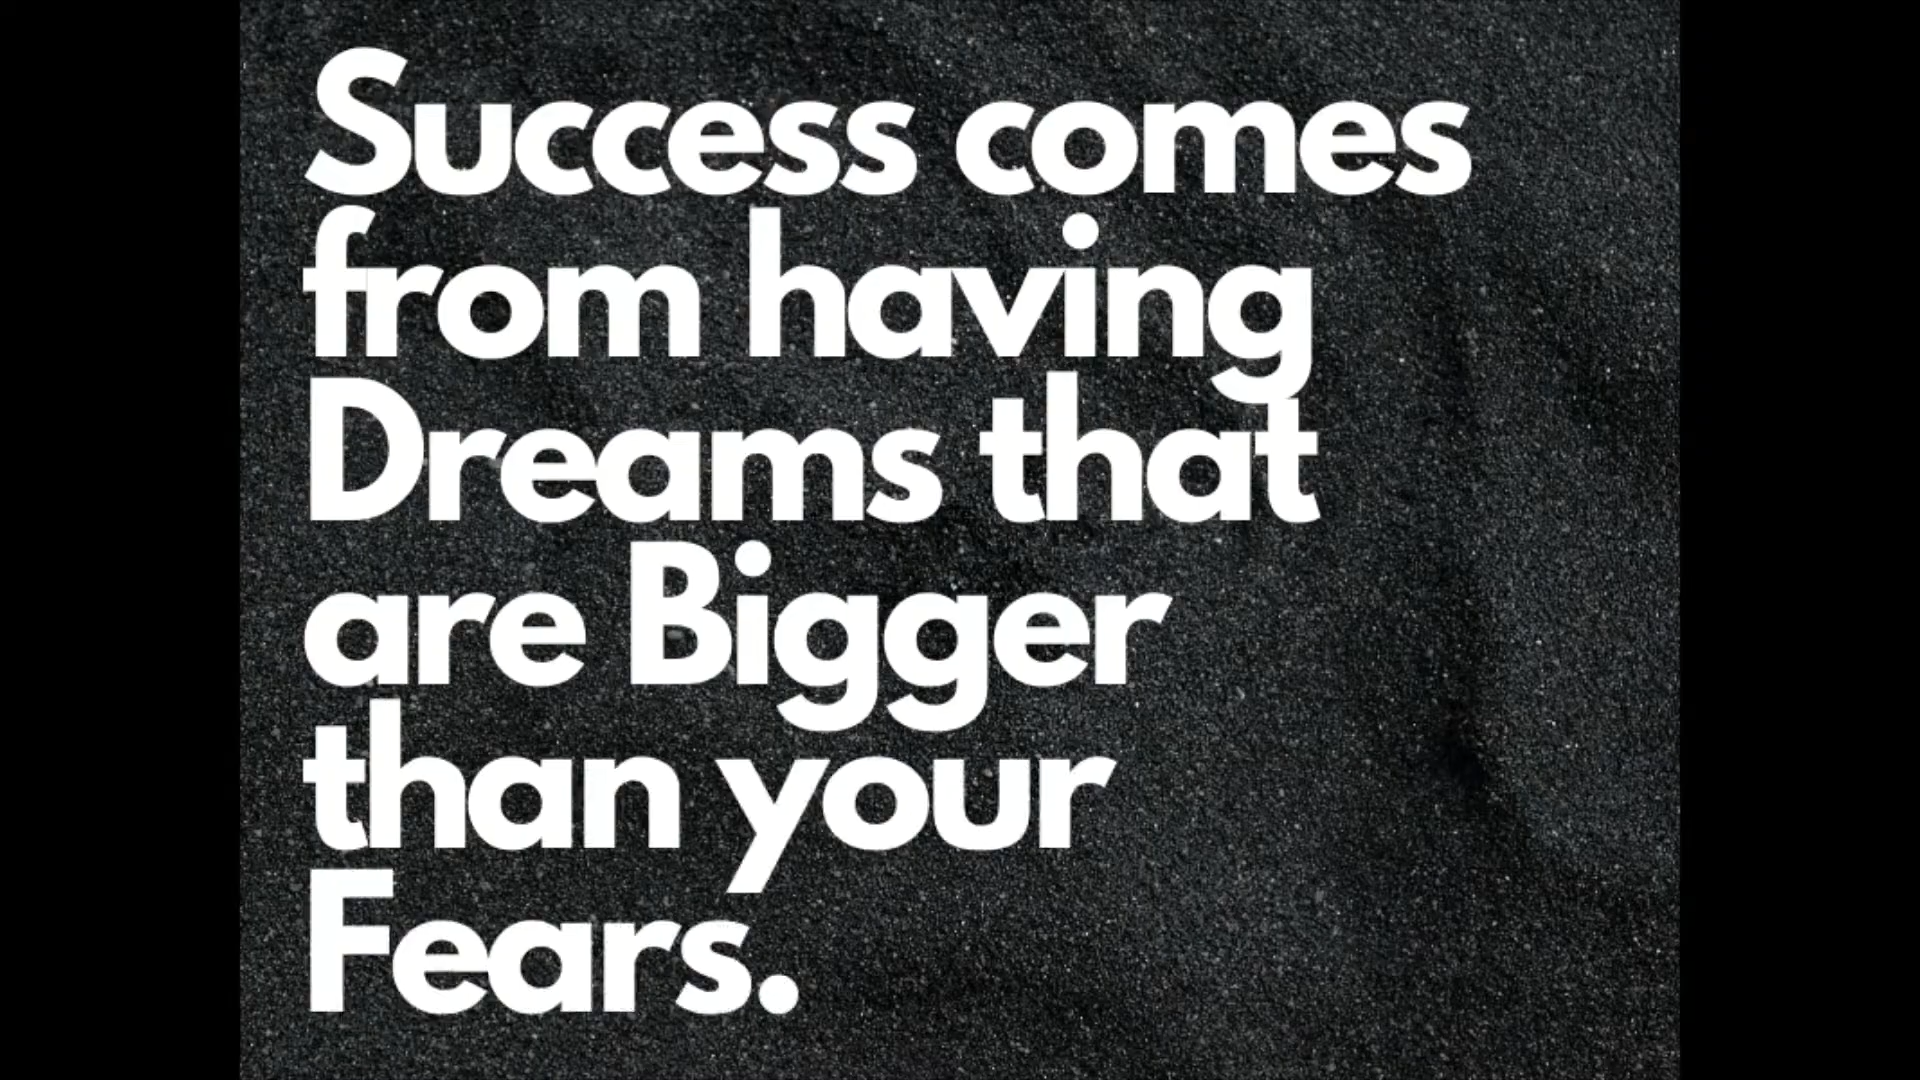 Success comes
from having
Dreams that
are Bigger
than your
Fears.